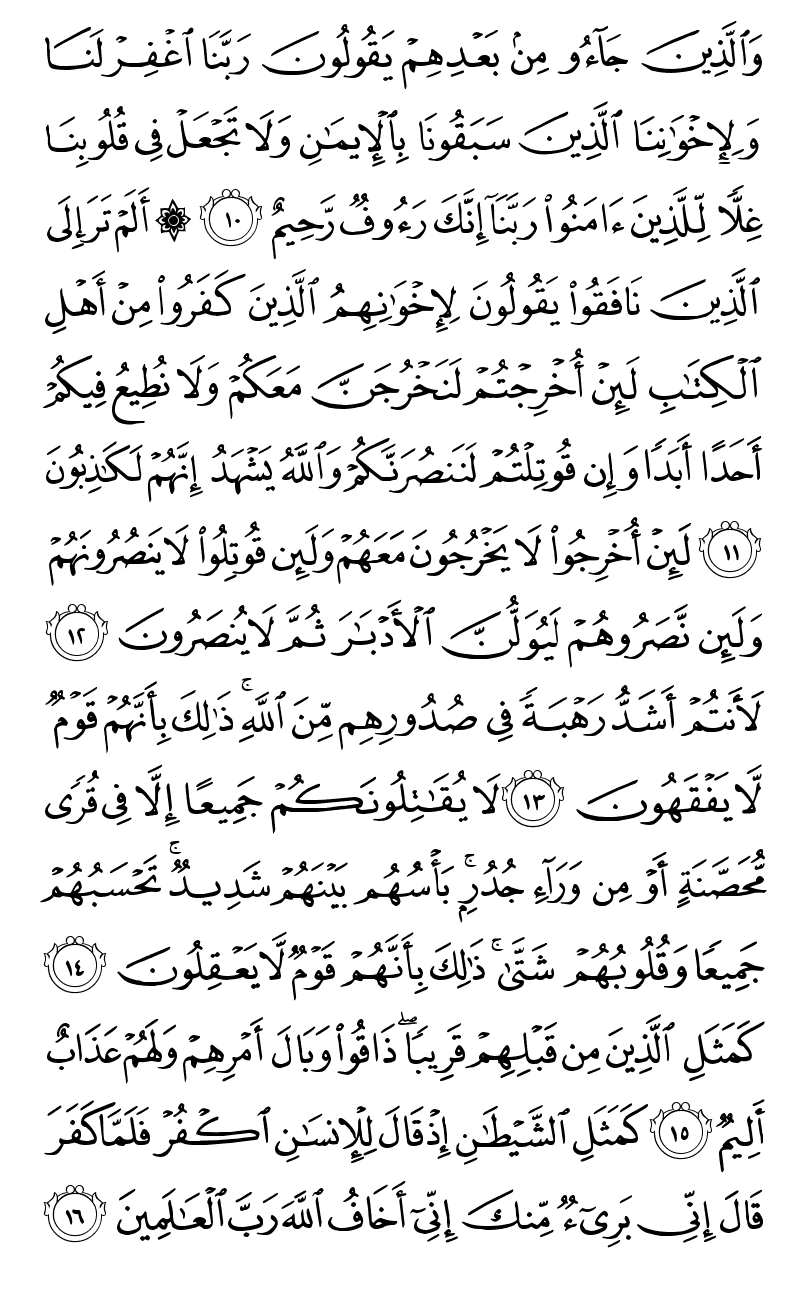 وَٱلَّذِينَ جَآءُو مِنۢ بَعۡدِهِمۡ يَقُولُونَ رَبَّنَا ٱغۡفِرۡ لَنَا
وَلِإِخۡوَٰنِنَا ٱلَّذِينَ سَبَقُونَا بِٱلۡإِيمَٰنِ وَلَا تَجۡعَلۡ فِي قُلُوبِنَا
غِلّٗا لِّلَّذِينَ ءَامَنُواْ رَبَّنَآ إِنَّكَ رَءُوفٞ رَّحِيمٌ ١٠ ۞ أَلَمۡ تَرَ إِلَى
ٱلَّذِينَ نَافَقُواْ يَقُولُونَ لِإِخۡوَٰنِهِمُ ٱلَّذِينَ كَفَرُواْ مِنۡ أَهۡلِ
ٱلۡكِتَٰبِ لَئِنۡ أُخۡرِجۡتُمۡ لَنَخۡرُجَنَّ مَعَكُمۡ وَلَا نُطِيعُ فِيكُمۡ
أَحَدًا أَبَدٗا وَإِن قُوتِلۡتُمۡ لَنَنصُرَنَّكُمۡ وَٱللَّهُ يَشۡهَدُ إِنَّهُمۡ لَكَٰذِبُونَ
١١ لَئِنۡ أُخۡرِجُواْ لَا يَخۡرُجُونَ مَعَهُمۡ وَلَئِن قُوتِلُواْ لَا يَنصُرُونَهُمۡ
وَلَئِن نَّصَرُوهُمۡ لَيُوَلُّنَّ ٱلۡأَدۡبَٰرَ ثُمَّ لَا يُنصَرُونَ ١٢
لَأَنتُمۡ أَشَدُّ رَهۡبَةٗ فِي صُدُورِهِم مِّنَ ٱللَّهِۚ ذَٰلِكَ بِأَنَّهُمۡ قَوۡمٞ
لَّا يَفۡقَهُونَ ١٣ لَا يُقَٰتِلُونَكُمۡ جَمِيعًا إِلَّا فِي قُرٗى
مُّحَصَّنَةٍ أَوۡ مِن وَرَآءِ جُدُرِۭۚ بَأۡسُهُم بَيۡنَهُمۡ شَدِيدٞۚ تَحۡسَبُهُمۡ
جَمِيعٗا وَقُلُوبُهُمۡ شَتَّىٰۚ ذَٰلِكَ بِأَنَّهُمۡ قَوۡمٞ لَّا يَعۡقِلُونَ ١٤
كَمَثَلِ ٱلَّذِينَ مِن قَبۡلِهِمۡ قَرِيبٗاۖ ذَاقُواْ وَبَالَ أَمۡرِهِمۡ وَلَهُمۡ عَذَابٌ
أَلِيمٞ ١٥ كَمَثَلِ ٱلشَّيۡطَٰنِ إِذۡ قَالَ لِلۡإِنسَٰنِ ٱكۡفُرۡ فَلَمَّا كَفَرَ
قَالَ إِنِّي بَرِيٓءٞ مِّنكَ إِنِّيٓ أَخَافُ ٱللَّهَ رَبَّ ٱلۡعَٰلَمِينَ ١٦